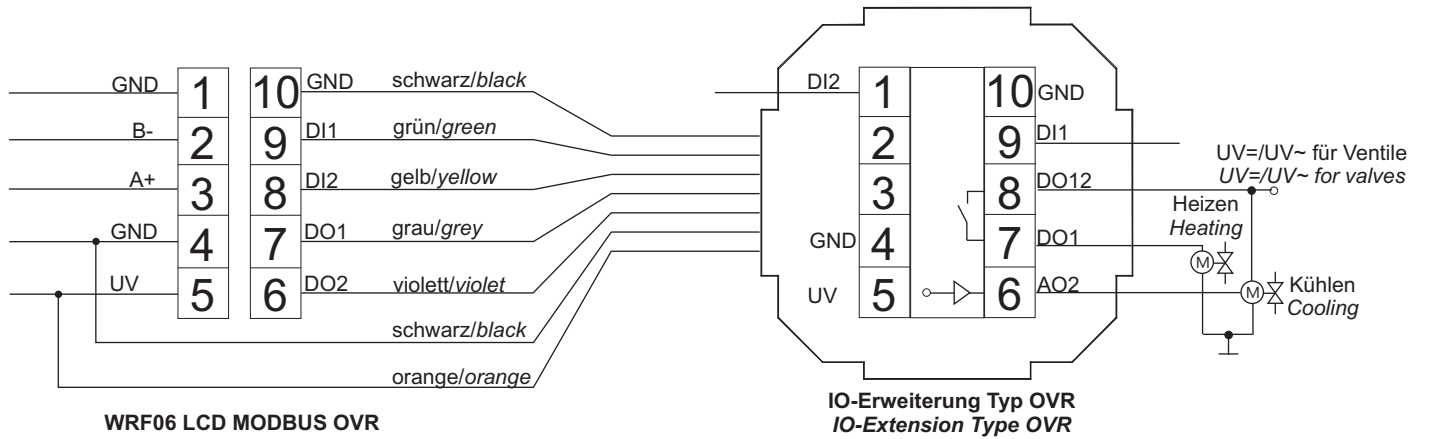 GND 1 10 GND schwarz/black
B- 2 9 DI1 grün/green
A+ 3 8 DI2 gelb/yellow
GND 4 7 DO1 grau/grey
UV 5 6 DO2 violett/violet
schwarz/black
orange/orange
WRF06 LCD MODBUS OVR
DI2 1 10 GND
2 9 DI1
3 8 DO12
GND 4 7 DO1
UV 5 6 AO2
UV=/UV~ für Ventile
UV=/UV~ for valves
Heizen
Heating
M
M
Kühlen
Cooling
IO-Erweiterung Typ OVR
IO-Extension Type OVR